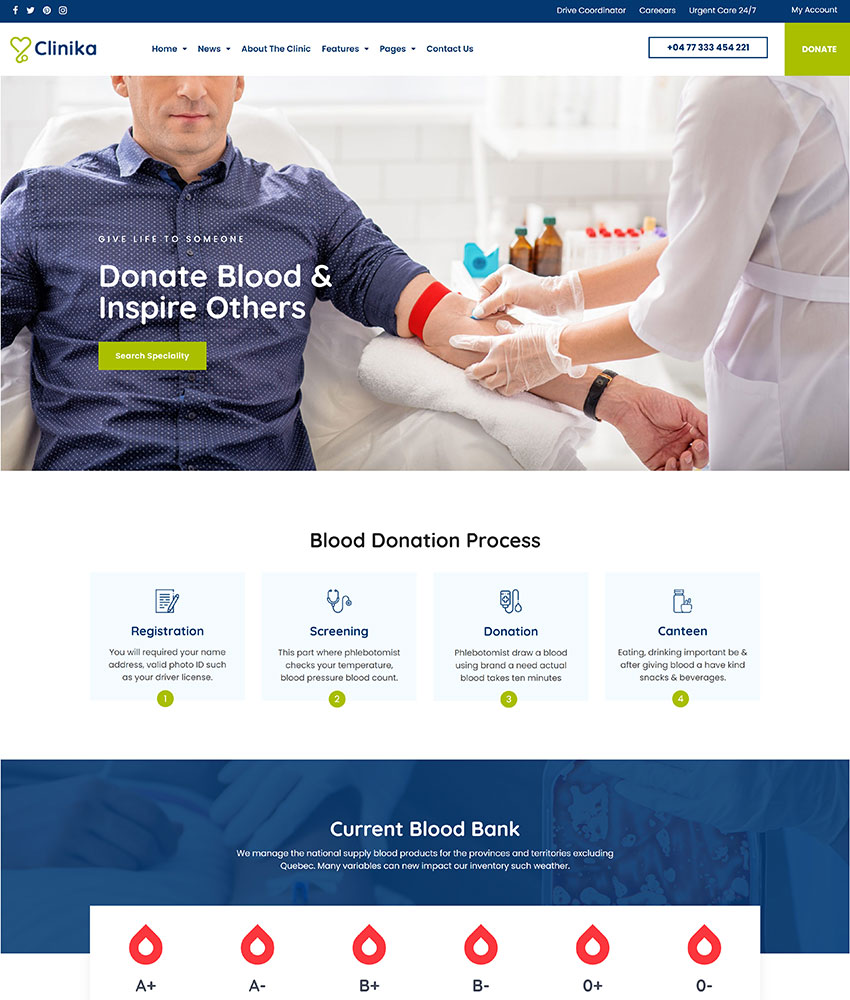 Drive Coordinator Careears Urgent Care 24/7 My Account
Clinika Home News About The Clinic Features Pages Contact Us +04 77 333 454 221 DONATE
GIVE LIFE TO SOMEONE
Donate Blood &
Inspire Others
Search Speciality
Blood Donation Process
Registration
You will required your name
address, valid photo ID such
as your driver license.
1
Screening
This part where phlebotomist
checks your temperature,
blood pressure blood count.
2
Donation
Phlebotomist draw a blood
using brand a need actual
blood takes ten minutes
3
Canteen
Eating, drinking important be &
after giving blood a have kind
snacks & beverages.
4
Current Blood Bank
We manage the national supply blood products for the provinces and territories excluding
Quebec. Many variables can new impact our inventory such weather.
A+ A- B+ B- 0+ 0-